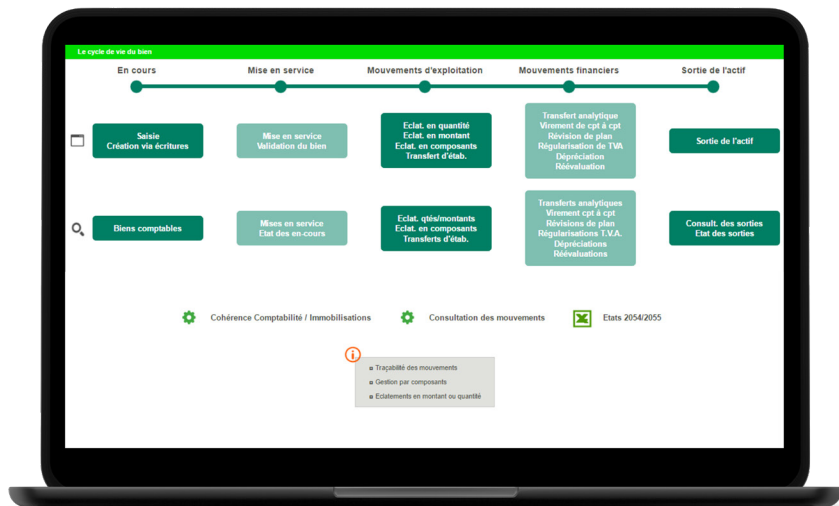 Le cycle de vie du bien
En cours
Mise en service
Mouvements d'exploitation
Mouvements financiers
Sortie de l'actif
Saisie
Création via écritures
Mise en service
Validation du bien
Eclat. en quantité
Eclat. en montant
Eclat. en composants
Transfert d'étab.
Transfert analytique
Virement de cpt à cpt
Révision de plan
Régularisation de TVA
Dépréciation
Réévaluation
Sortie de l'actif
Biens comptables
Mises en service
Etat des en-cours
Eclat. qtés/montants
Eclat. en composants
Transferts d'étab.
Transferts analytiques
Virement cpt à cpt
Révisions de plan
Régularisations T.V.A.
Dépréciations
Réévaluations
Consult. des sorties
Etat des sorties
Cohérence Comptabilité / Immobilisations
Consultation des mouvements
Etats 2054/2055
Traçabilité des mouvements
Gestion par composants
Eclatements en montant ou quantité